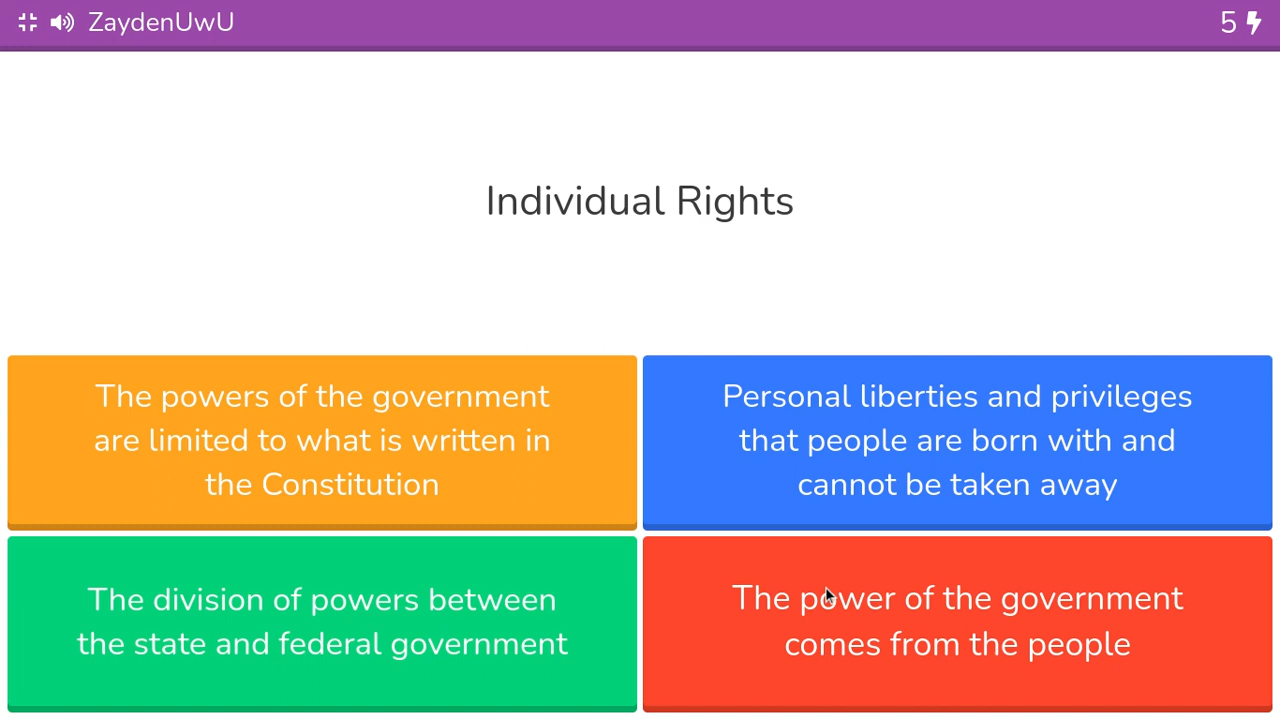 ZaydenUwU
5
Individual Rights
The powers of the government
are limited to what is written in
the Constitution
Personal liberties and privileges
that people are born with and
cannot be taken away
The division of powers between
the state and federal government
The power of the government
comes from the people